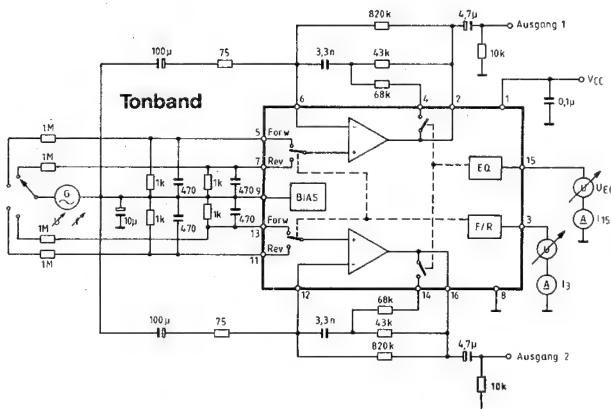 820k
4,7µ
Ausgang 1
100µ
75
3,3n
43k
10k
68k
Tonband
VCC
0,1µ
6
4
2
1
1M
5
Forw
1M
7
Rev
EQ
15
1k
470
1k
470
9
BIAS
U
UEQ
G
A
I15
10µ
1k
470
1k
470
Forw
13
F/R
3
U
1M
Rev
11
1M
A
I3
12
14
16
8
68k
100µ
75
3,3n
43k
820k
4,7µ
Ausgang 2
10k